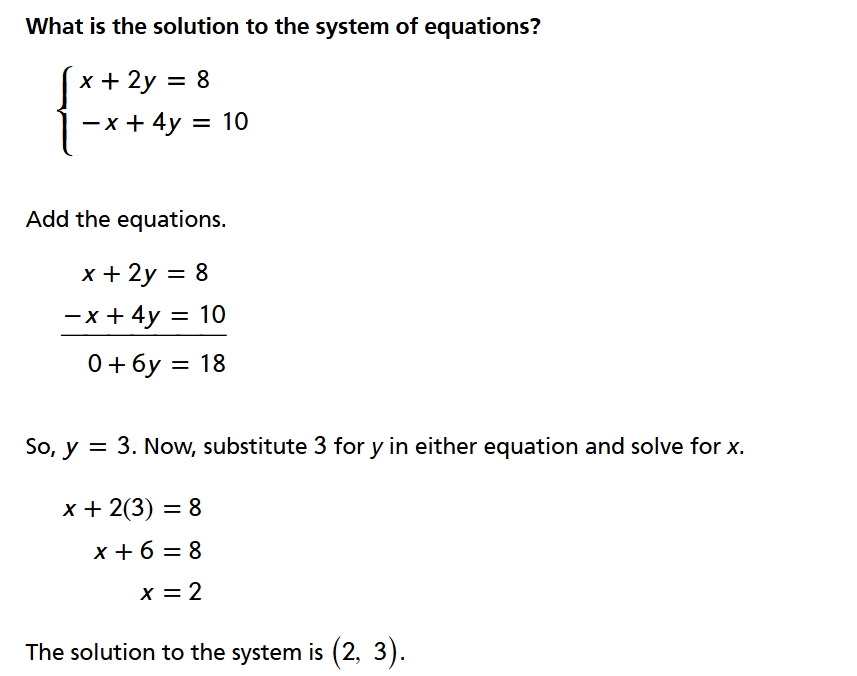 What is the solution to the system of equations?
x + 2y = 8
−x + 4y = 10
Add the equations.
x + 2y = 8
−x + 4y = 10
0 + 6y = 18
So, y = 3. Now, substitute 3 for y in either equation and solve for x.
x + 2(3) = 8
x + 6 = 8
x = 2
The solution to the system is (2, 3).